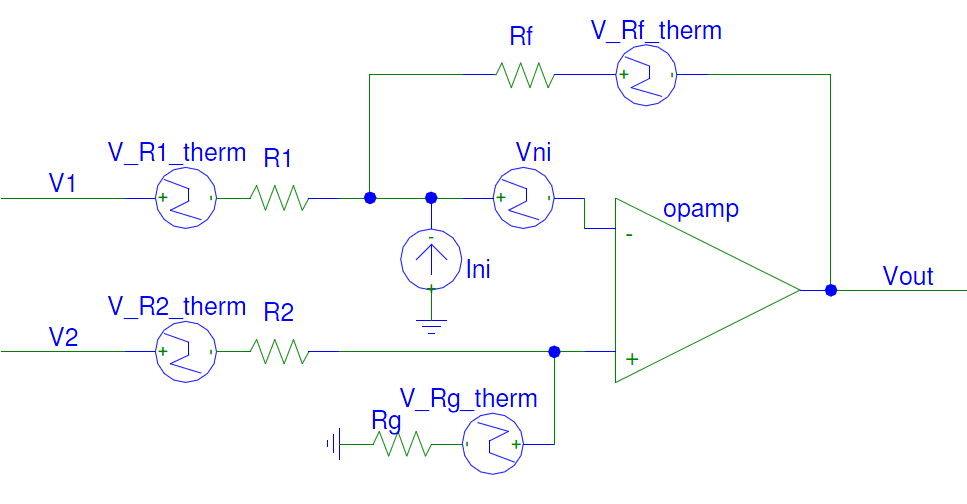 Rf
V_Rf_therm
V_R1_therm
R1
V1
Vni
opamp
Ini
Vout
V_R2_therm
R2
V2
V_Rg_therm
Rg